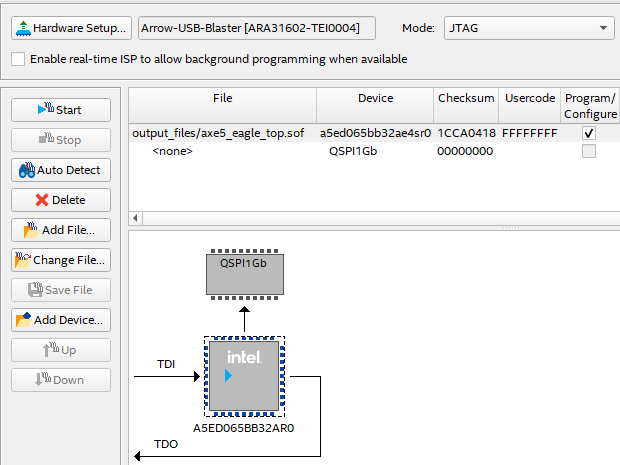 Hardware Setup... Arrow-USB-Blaster [ARA31602-TEI0004] Mode: JTAG
Enable real-time ISP to allow background programming when available
Start
Stop
Auto Detect
Delete
Add File...
Change File...
Save File
Add Device...
Up
Down
File Device Checksum Usercode Program/
Configure
output_files/axe5_eagle_top.sof a5ed065bb32ae4sr0 1CCA0418 FFFFFFFF
<none> QSPI1Gb 00000000
QSPI1Gb
intel.
TDI
A5ED065BB32AR0
TDO